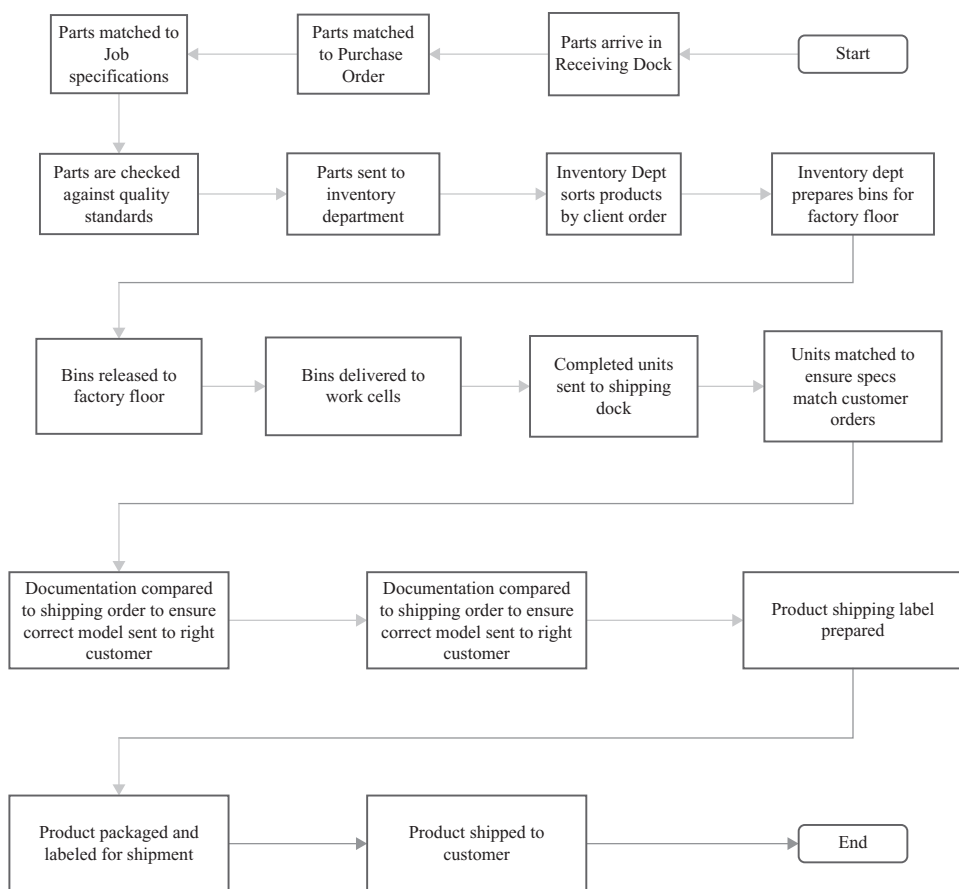 Parts matched to
Job
specifications
Parts matched
to Purchase
Order
Parts arrive in
Receiving Dock
Start
Parts are checked
against quality
standards
Parts sent to
inventory
department
Inventory Dept
sorts products
by client order
Inventory dept
prepares bins for
factory floor
Bins released to
factory floor
Bins delivered to
work cells
Completed units
sent to shipping
dock
Units matched to
ensure specs
match customer
orders
Documentation compared
to shipping order to ensure
correct model sent to right
customer
Documentation compared
to shipping order to ensure
correct model sent to right
customer
Product shipping label
prepared
Product packaged and
labeled for shipment
Product shipped to
customer
End